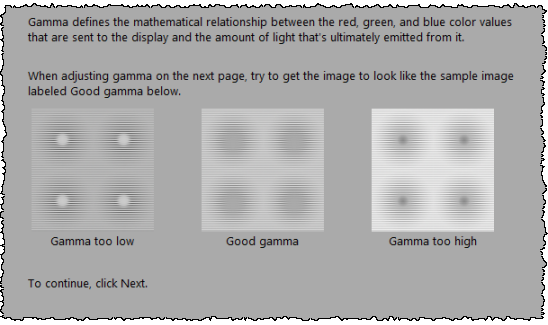 Gamma defines the mathematical relationship between the red, green, and blue color values
that are sent to the display and the amount of light that's ultimately emitted from it.
When adjusting gamma on the next page, try to get the image to look like the sample image
labeled Good gamma below.
Gamma too low
Good gamma
Gamma too high
To continue, click Next.